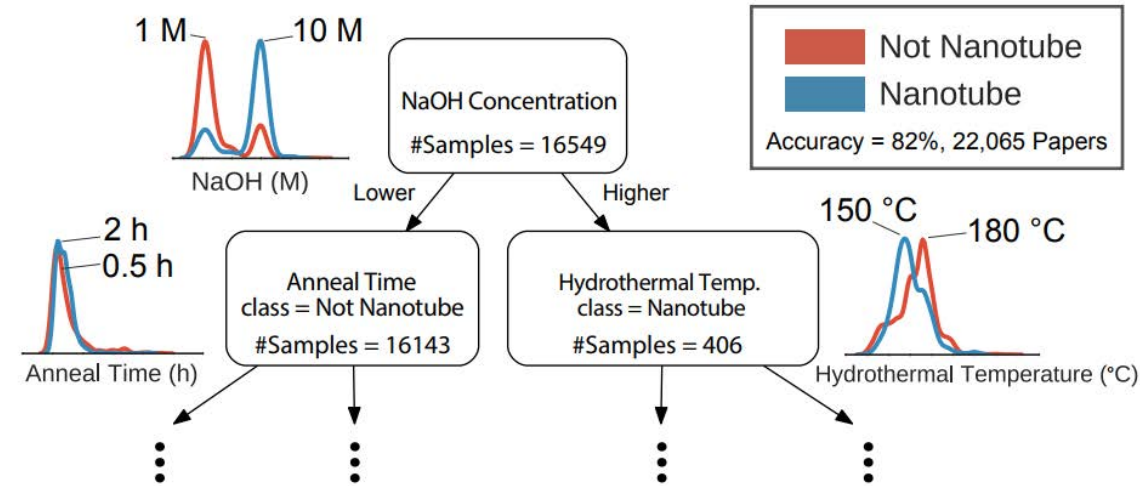 1 M
10 M
NaOH (M)
NaOH Concentration
#Samples = 16549
Not Nanotube
Nanotube
Accuracy = 82%, 22,065 Papers
Lower
Higher
2 h
0.5 h
Anneal Time (h)
Anneal Time
class = Not Nanotube
#Samples = 16143
Hydrothermal Temp.
class = Nanotube
#Samples = 406
150 °C
180 °C
Hydrothermal Temperature (°C)